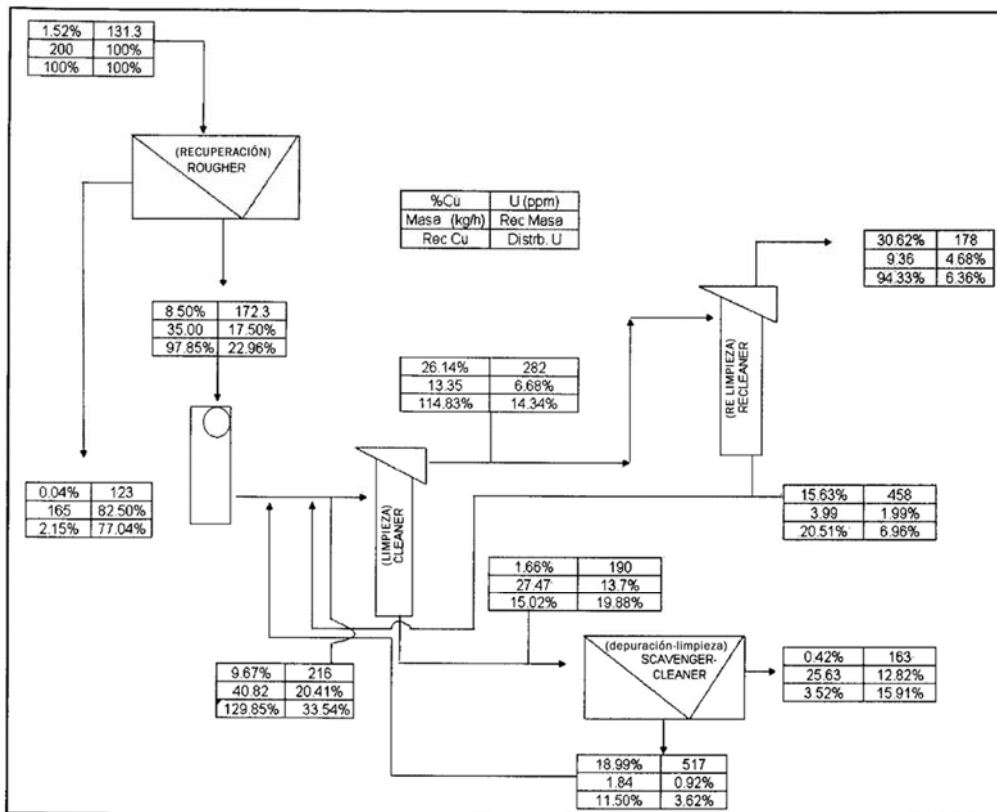 1.52% 131.3
200 100%
100% 100%
(RECUPERACIÓN)
ROUGHER
%Cu U (ppm)
Masa (kg/h) Rec Masa
Rec Cu Distrb. U
30.62% 178
9.36 4.68%
94.33% 6.36%
8.50% 172.3
35.00 17.50%
97.85% 22.96%
26.14% 282
13.35 6.68%
114.83% 14.34%
(RE LIMPIEZA)
RECLEANER
0.04% 123
165 82.50%
2.15% 77.04%
(LIMPIEZA)
CLEANER
15.63% 458
3.99 1.99%
20.51% 6.96%
1.66% 190
27.47 13.7%
15.02% 19.88%
(depuración-limpieza)
SCAVENGER-
CLEANER
0.42% 163
25.63 12.82%
3.52% 15.91%
9.67% 216
40.82 20.41%
129.85% 33.54%
18.99% 517
1.84 0.92%
11.50% 3.62%